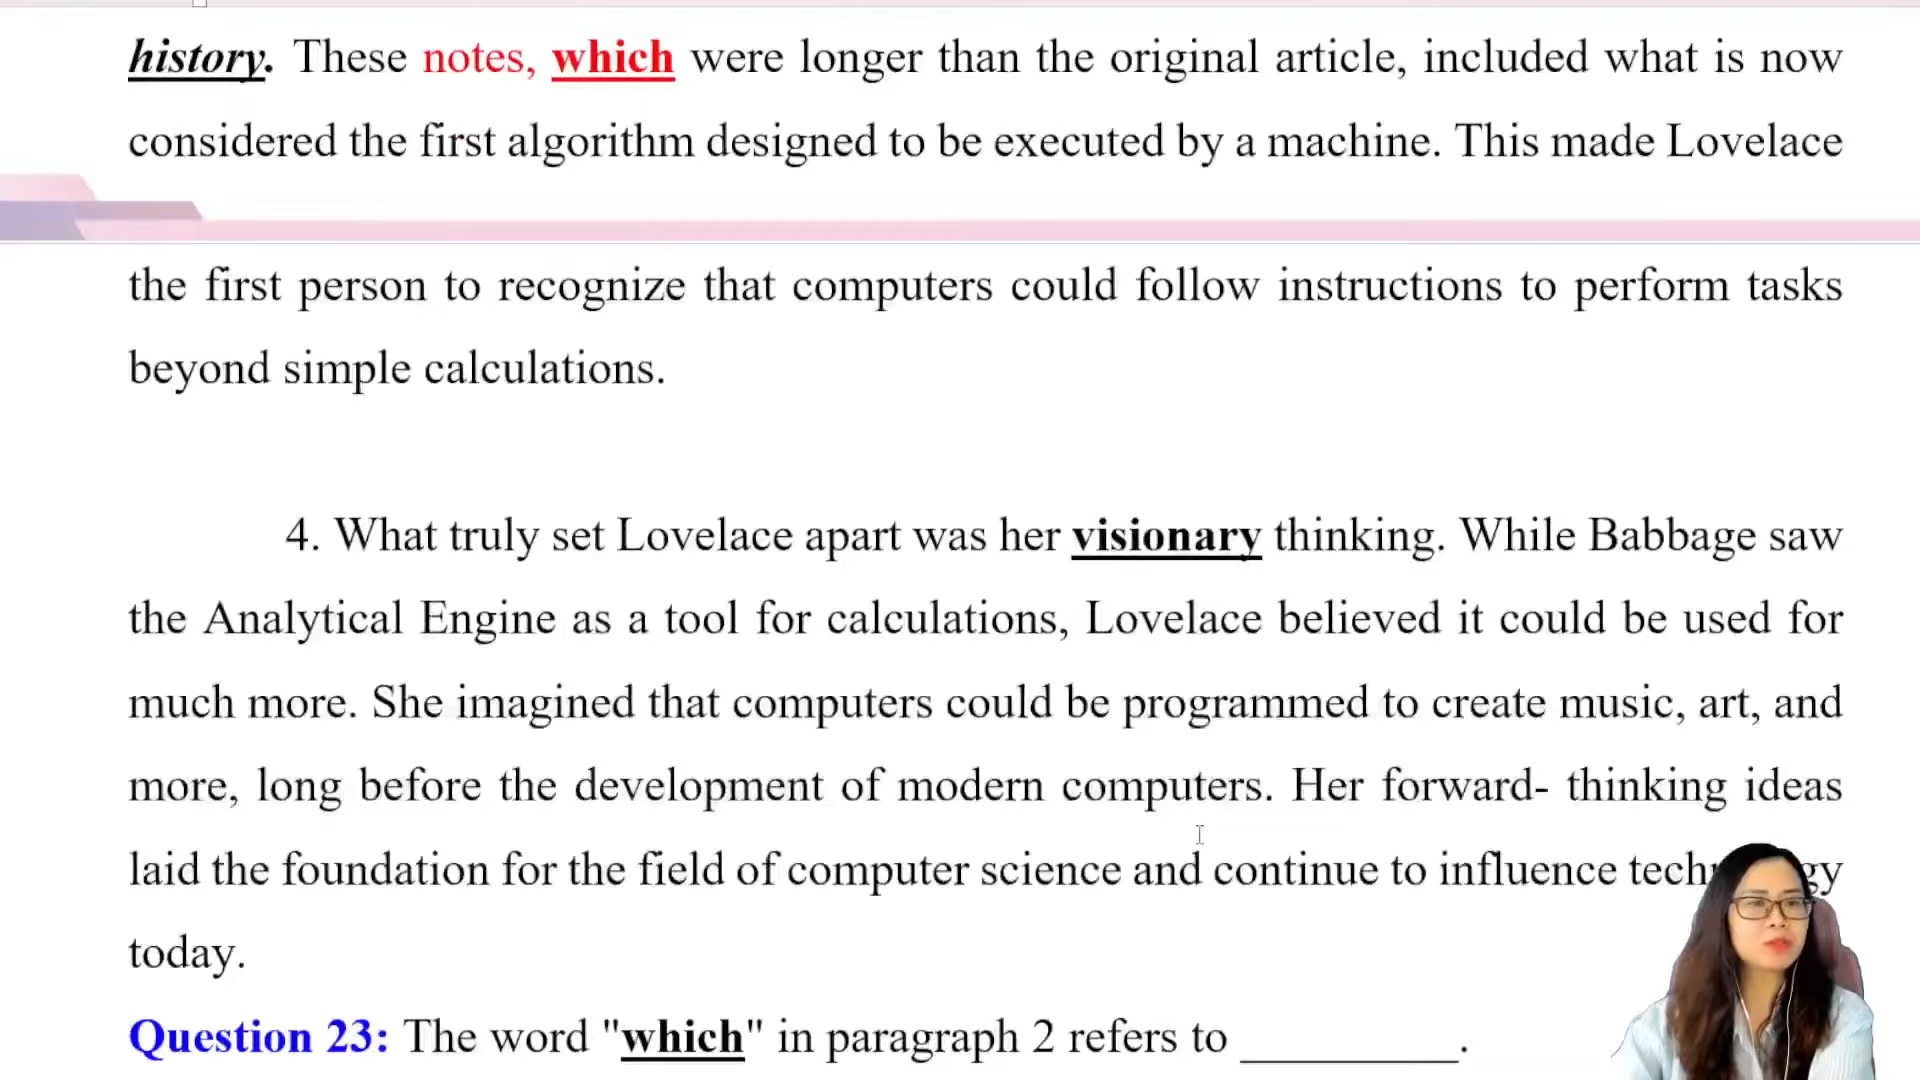 history. These notes, which were longer than the original article, included what is now
considered the first algorithm designed to be executed by a machine. This made Lovelace
the first person to recognize that computers could follow instructions to perform tasks
beyond simple calculations.
4. What truly set Lovelace apart was her visionary thinking. While Babbage saw
the Analytical Engine as a tool for calculations, Lovelace believed it could be used for
much more. She imagined that computers could be programmed to create music, art, and
more, long before the development of modern computers. Her forward- thinking ideas
laid the foundation for the field of computer science and continue to influence
today.
Question 23: The word "which" in paragraph 2 refers to __________.